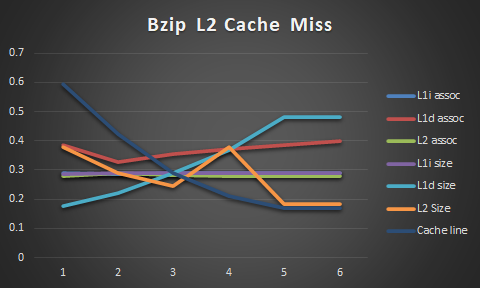 Bzip L2 Cache Miss
0.7
0.6
0.5
0.4
0.3
0.2
0.1
0
1 2 3 4 5 6
L1i assoc
L1d assoc
L2 assoc
L1i size
L1d size
L2 Size
Cache line